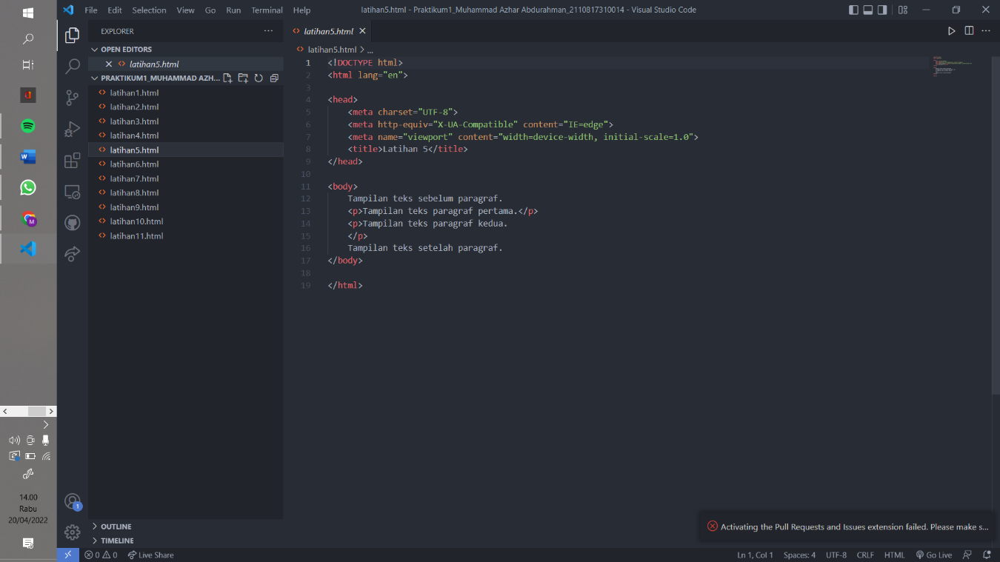 File Edit Selection View Go Run Terminal Help
latihan5.html - Praktikum1_Muhammad Azhar Abdurahman_2110817310014 - Visual Studio Code
EXPLORER
OPEN EDITORS
latihan5.html
PRAKTIKUM1_MUHAMMAD AZH...
latihan1.html
latihan2.html
latihan3.html
latihan4.html
latihan5.html
latihan6.html
latihan7.html
latihan8.html
latihan9.html
latihan10.html
latihan11.html
OUTLINE
TIMELINE
latihan5.html
latihan5.html > ...
1 <!DOCTYPE html>
2 <html lang="en">
3
4 <head>
5 <meta charset="UTF-8">
6 <meta http-equiv="X-UA-Compatible" content="IE=edge">
7 <meta name="viewport" content="width=device-width, initial-scale=1.0">
8 <title>Latihan 5</title>
9 </head>
10
11 <body>
12 Tampilan teks sebelum paragraf.
13 <p>Tampilan teks paragraf pertama.</p>
14 <p>Tampilan teks paragraf kedua.
15 </p>
16 Tampilan teks setelah paragraf.
17 </body>
18
19 </html>
Activating the Pull Requests and Issues extension failed. Please make s...
14.00
Rabu
20/04/2022
1
0 0 Live Share
Ln 1, Col 1 Spaces: 4 UTF-8 CRLF HTML Go Live
W
M